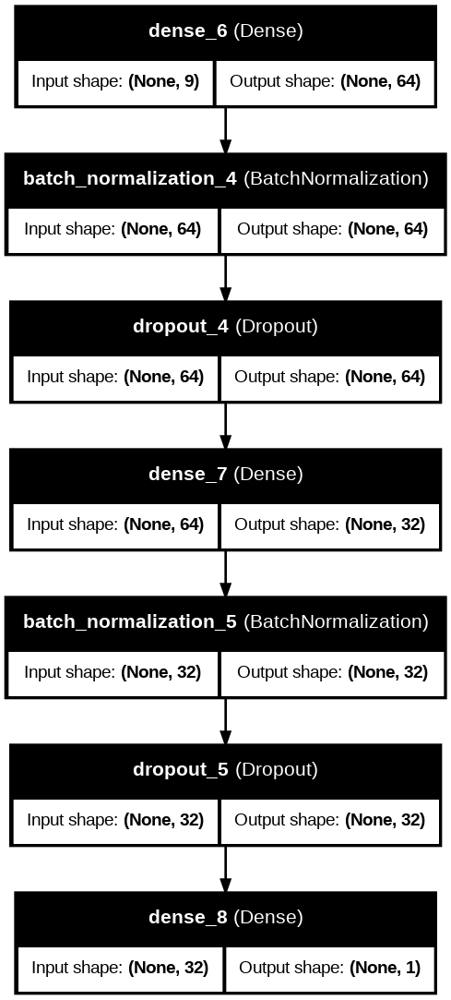 dense_6 (Dense)
Input shape: (None, 9) Output shape: (None, 64)
batch_normalization_4 (BatchNormalization)
Input shape: (None, 64) Output shape: (None, 64)
dropout_4 (Dropout)
Input shape: (None, 64) Output shape: (None, 64)
dense_7 (Dense)
Input shape: (None, 64) Output shape: (None, 32)
batch_normalization_5 (BatchNormalization)
Input shape: (None, 32) Output shape: (None, 32)
dropout_5 (Dropout)
Input shape: (None, 32) Output shape: (None, 32)
dense_8 (Dense)
Input shape: (None, 32) Output shape: (None, 1)